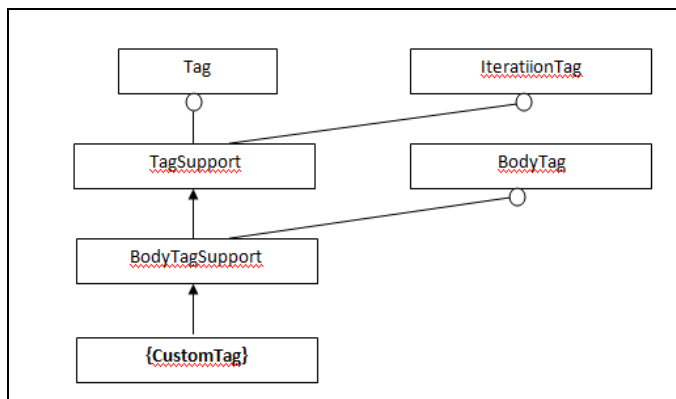 Tag
IteratiionTag
TagSupport
BodyTag
BodyTagSupport
{CustomTag}